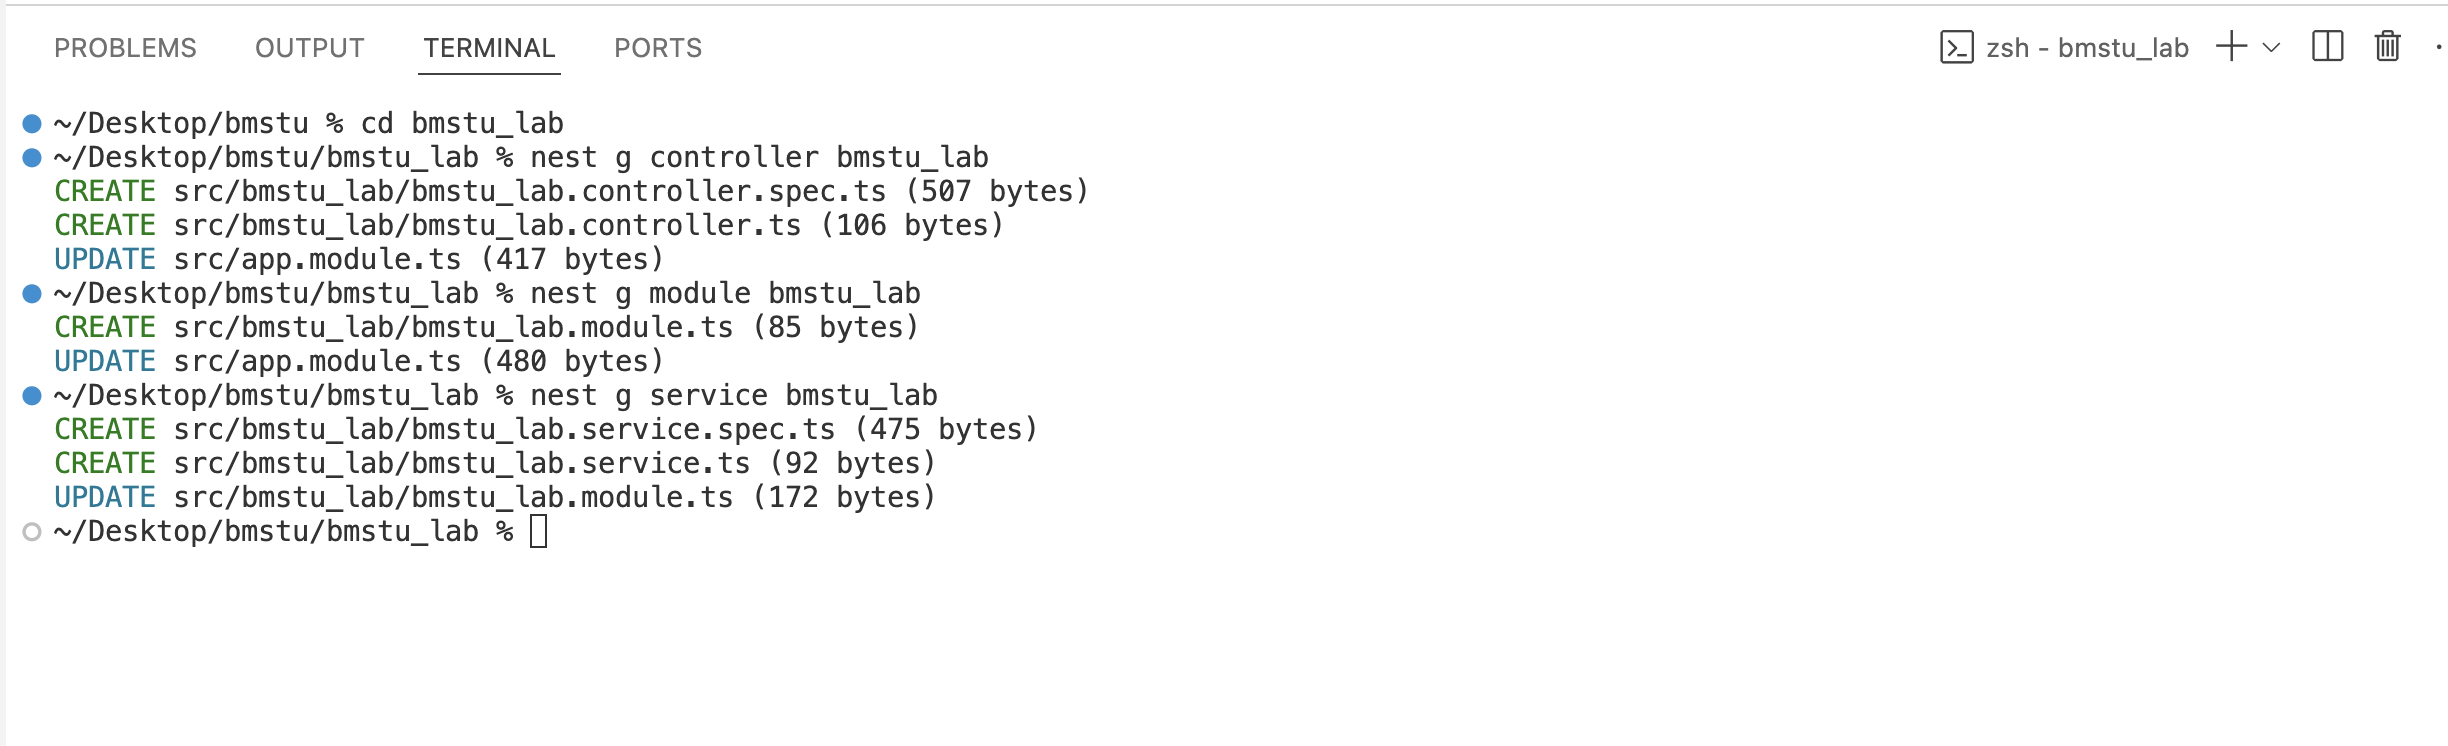 PROBLEMS OUTPUT TERMINAL PORTS zsh - bmstu_lab
~/Desktop/bmstu % cd bmstu_lab
~/Desktop/bmstu/bmstu_lab % nest g controller bmstu_lab
CREATE src/bmstu_lab/bmstu_lab.controller.spec.ts (507 bytes)
CREATE src/bmstu_lab/bmstu_lab.controller.ts (106 bytes)
UPDATE src/app.module.ts (417 bytes)
~/Desktop/bmstu/bmstu_lab % nest g module bmstu_lab
CREATE src/bmstu_lab/bmstu_lab.module.ts (85 bytes)
UPDATE src/app.module.ts (480 bytes)
~/Desktop/bmstu/bmstu_lab % nest g service bmstu_lab
CREATE src/bmstu_lab/bmstu_lab.service.spec.ts (475 bytes)
CREATE src/bmstu_lab/bmstu_lab.service.ts (92 bytes)
UPDATE src/bmstu_lab/bmstu_lab.module.ts (172 bytes)
~/Desktop/bmstu/bmstu_lab %